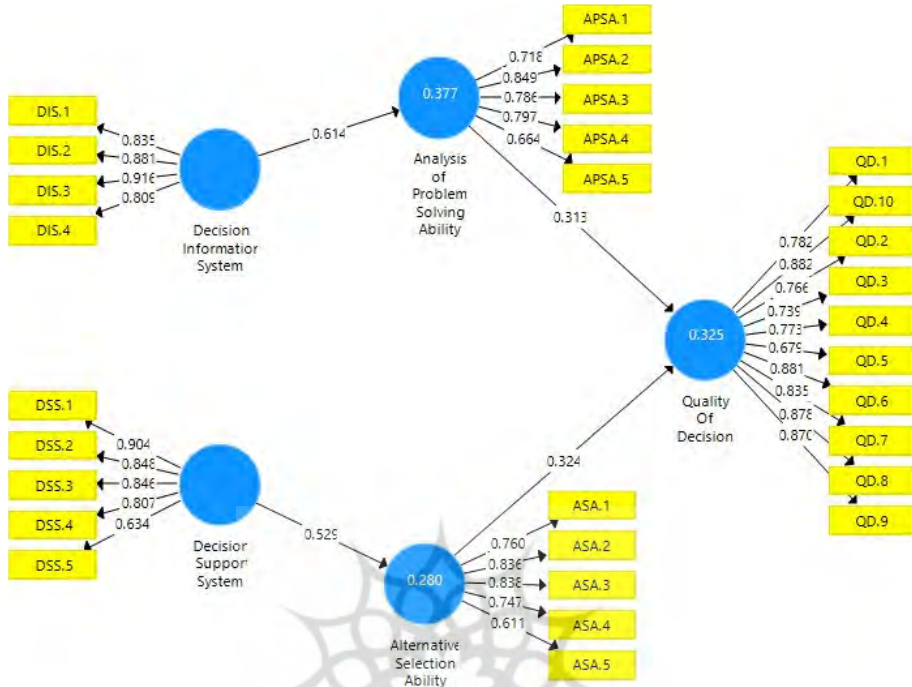 APSA.1
0.718
APSA.2
0.849
APSA.3
0.786
APSA.4
0.797
APSA.5
0.664
0.377
Analysis
of
Problem
Solving
Ability
DIS.1
0.835
DIS.2
0.881
DIS.3
0.916
DIS.4
0.809
0.614
Decision
Information
System
0.313
QD.1
0.782
QD.10
0.882
QD.2
0.766
QD.3
0.739
QD.4
0.773
QD.5
0.679
QD.6
0.881
QD.7
0.835
QD.8
0.878
QD.9
0.870
0.325
Quality
Of
Decision
DSS.1
0.904
DSS.2
0.848
DSS.3
0.846
DSS.4
0.807
DSS.5
0.634
Decision
Support
System
0.529
0.324
ASA.1
0.760
ASA.2
0.836
ASA.3
0.838
ASA.4
0.747
ASA.5
0.611
0.280
Alternative
Selection
Ability